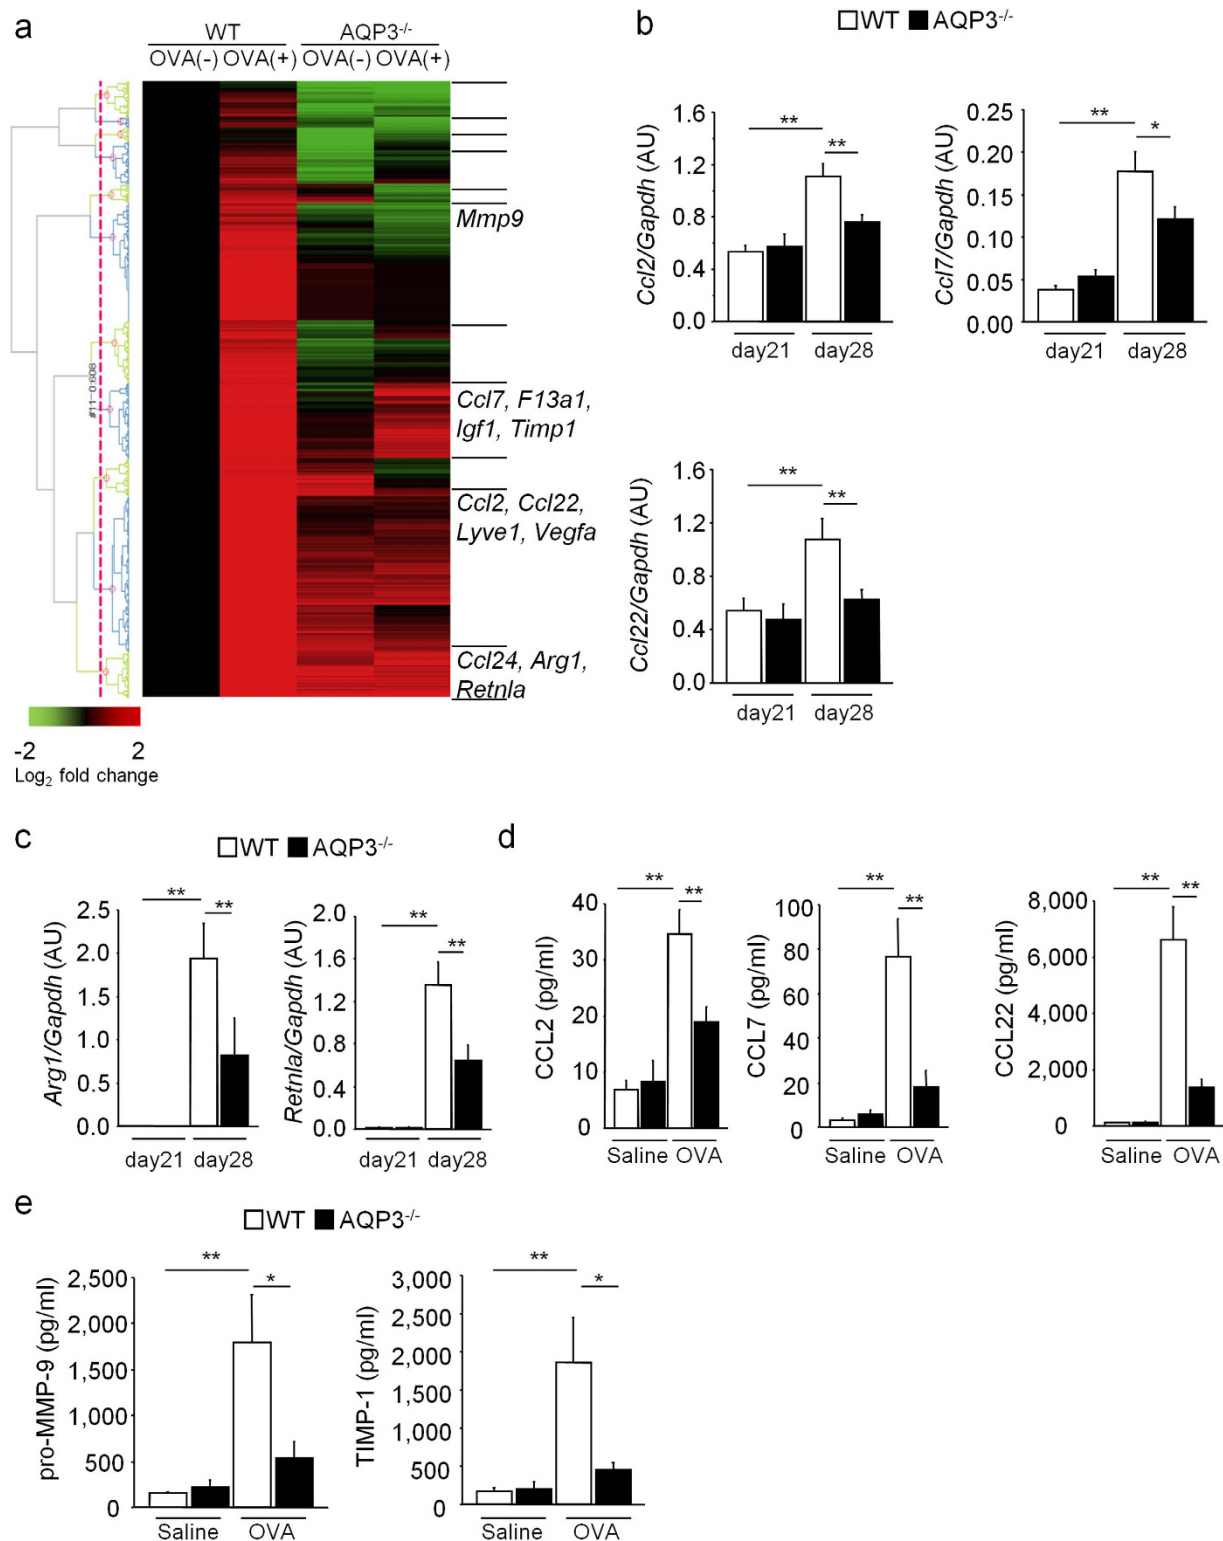 a
WT AQP3-/-
OVA(-) OVA(+) OVA(-) OVA(+)
#11-0.608
Mmp9
Ccl7, F13a1,
Igf1, Timp1
Ccl2, Ccl22,
Lyve1, Vegfa
Ccl24, Arg1,
Retnla
-2 2
Log2 fold change
b
WT AQP3-/-
Ccl2/Gapdh (AU)
1.6
1.2
0.8
0.4
0.0
**
**
day21 day28
Ccl7/Gapdh (AU)
0.25
0.20
0.15
0.10
0.05
0.00
**
*
day21 day28
Ccl22/Gapdh (AU)
1.6
1.2
0.8
0.4
0.0
**
**
day21 day28
c
WT AQP3-/-
Arg1/Gapdh (AU)
2.5
2.0
1.5
1.0
0.5
0.0
**
**
day21 day28
Retnla/Gapdh (AU)
2.0
1.6
1.2
0.8
0.4
0.0
**
**
day21 day28
d
CCL2 (pg/ml)
40
30
20
10
0
**
**
Saline OVA
CCL7 (pg/ml)
100
80
60
40
20
0
**
**
Saline OVA
CCL22 (pg/ml)
8,000
6,000
4,000
2,000
0
**
**
Saline OVA
e
WT AQP3-/-
pro-MMP-9 (pg/ml)
2,500
2,000
1,500
1,000
500
0
**
*
Saline OVA
TIMP-1 (pg/ml)
3,000
2,500
2,000
1,500
1,000
500
0
**
*
Saline OVA